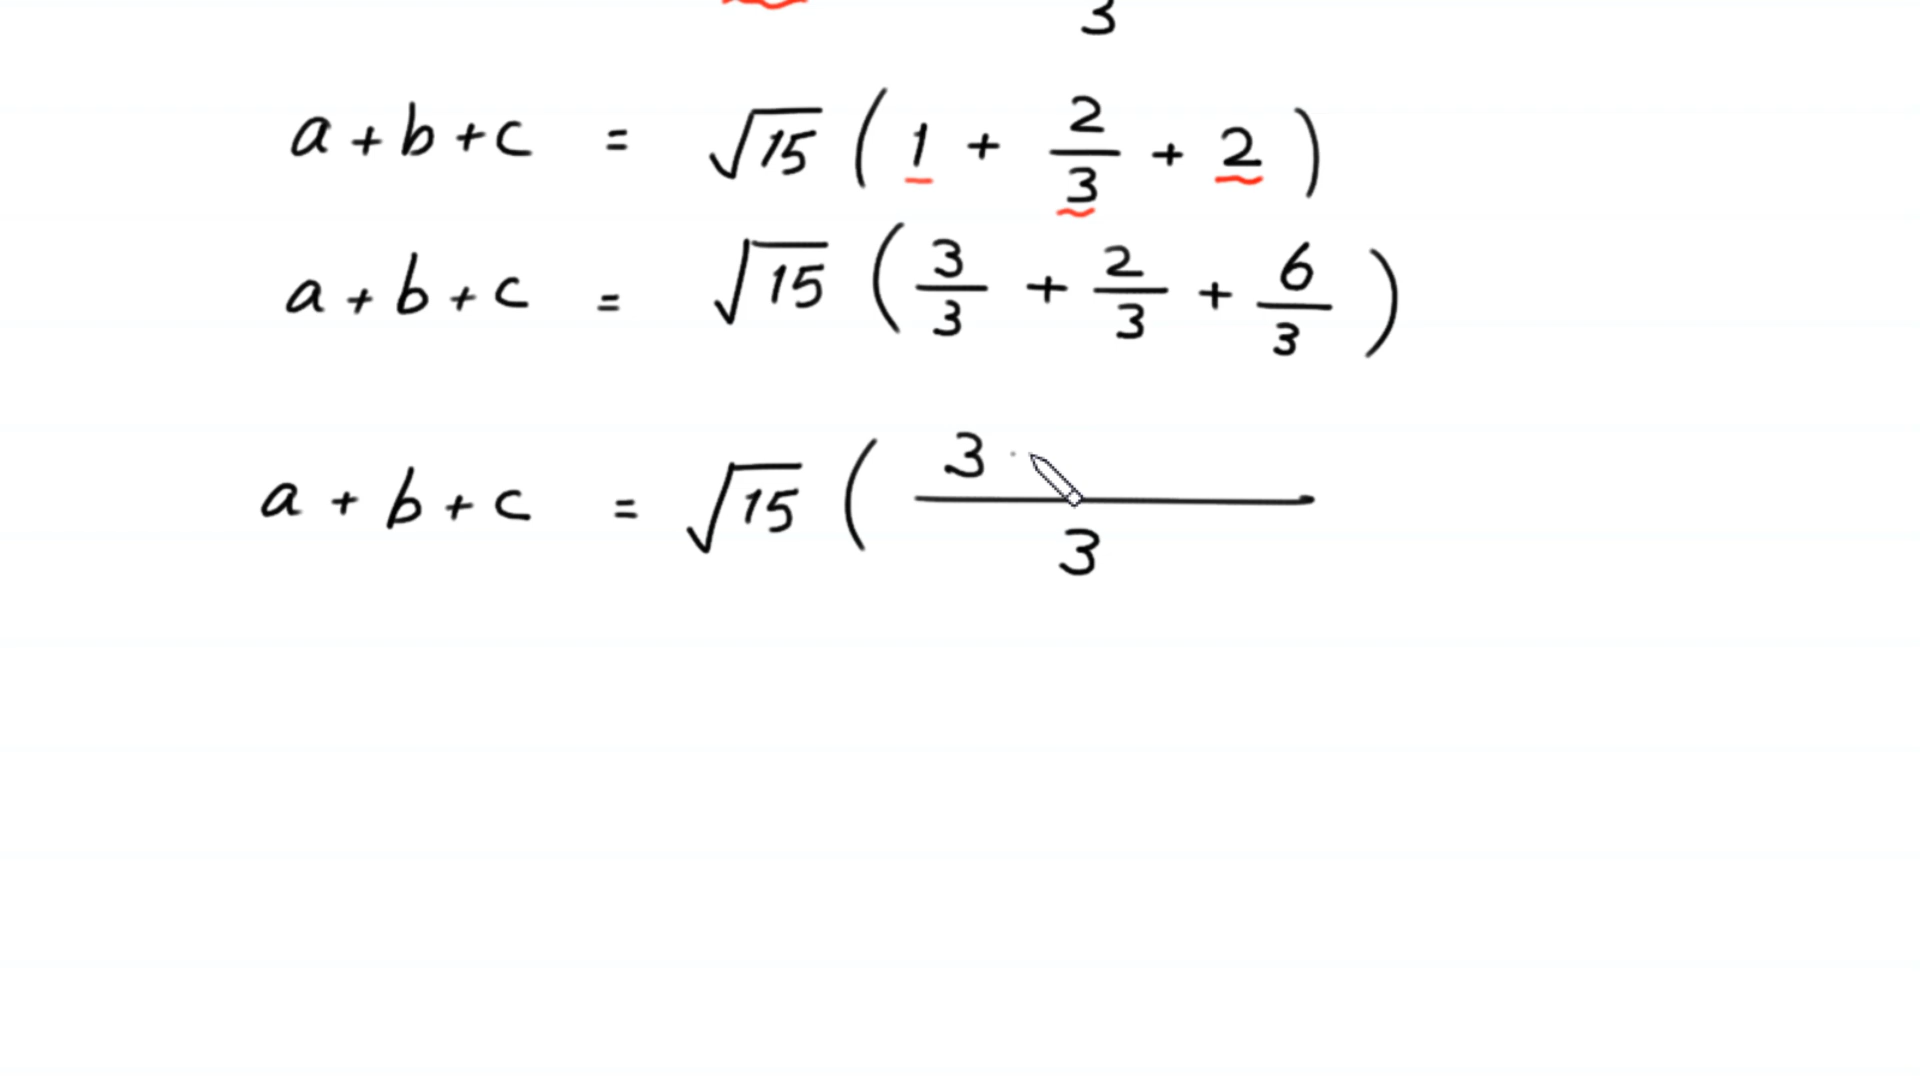 3
a + b + c = √15 ( 1 + 2/3 + 2 )
a + b + c = √15 ( 3/3 + 2/3 + 6/3 )
a + b + c = √15 ( 3 / 3